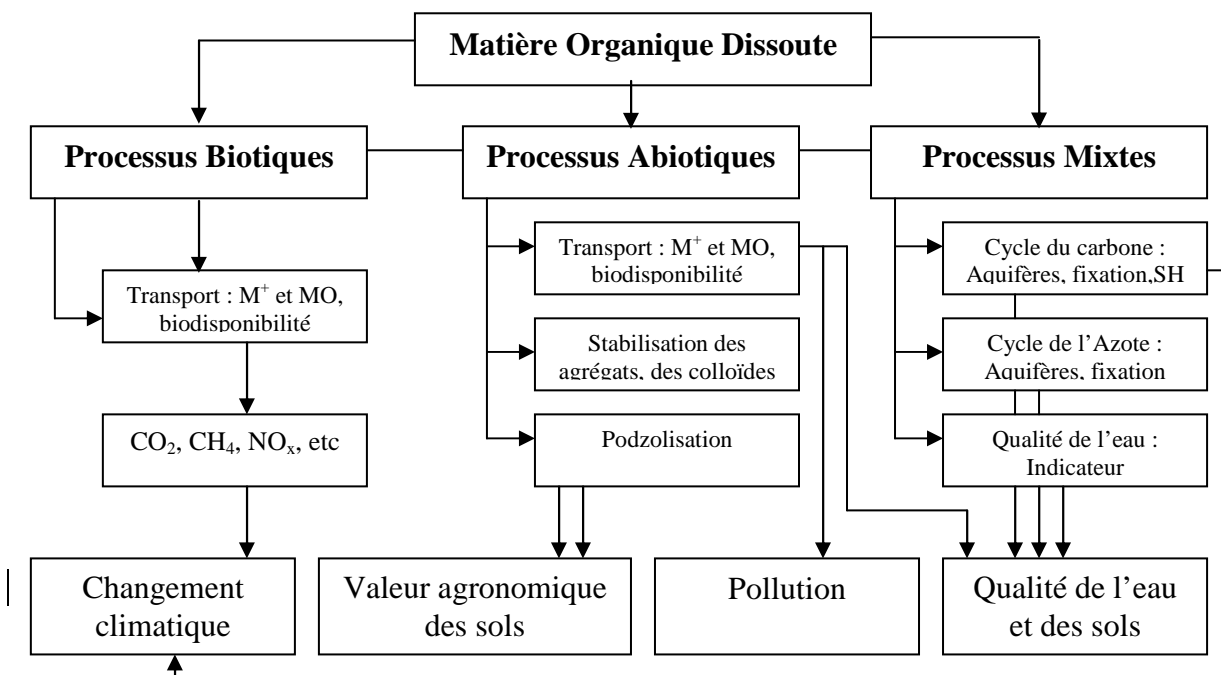 Matière Organique Dissoute
Processus Biotiques
Processus Abiotiques
Processus Mixtes
Transport : M⁺ et MO,
biodisponibilité
Transport : M⁺ et MO,
biodisponibilité
Cycle du carbone :
Aquifères, fixation,SH
Stabilisation des
agrégats, des colloïdes
Cycle de l’Azote :
Aquifères, fixation
CO₂, CH₄, NOₓ, etc
Podzolisation
Qualité de l’eau :
Indicateur
Changement
climatique
Valeur agronomique
des sols
Pollution
Qualité de l’eau
et des sols